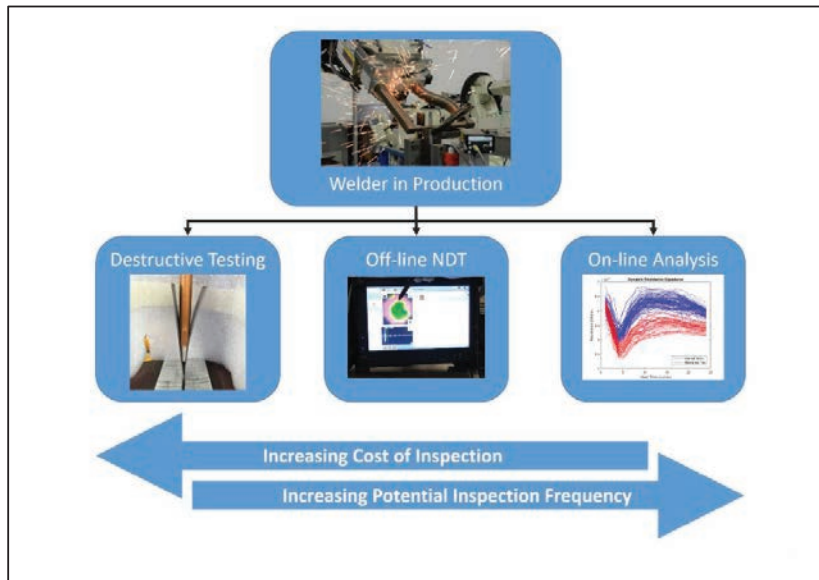 Welder in Production
Destructive Testing
Off-line NDT
On-line Analysis
Increasing Cost of Inspection
Increasing Potential Inspection Frequency